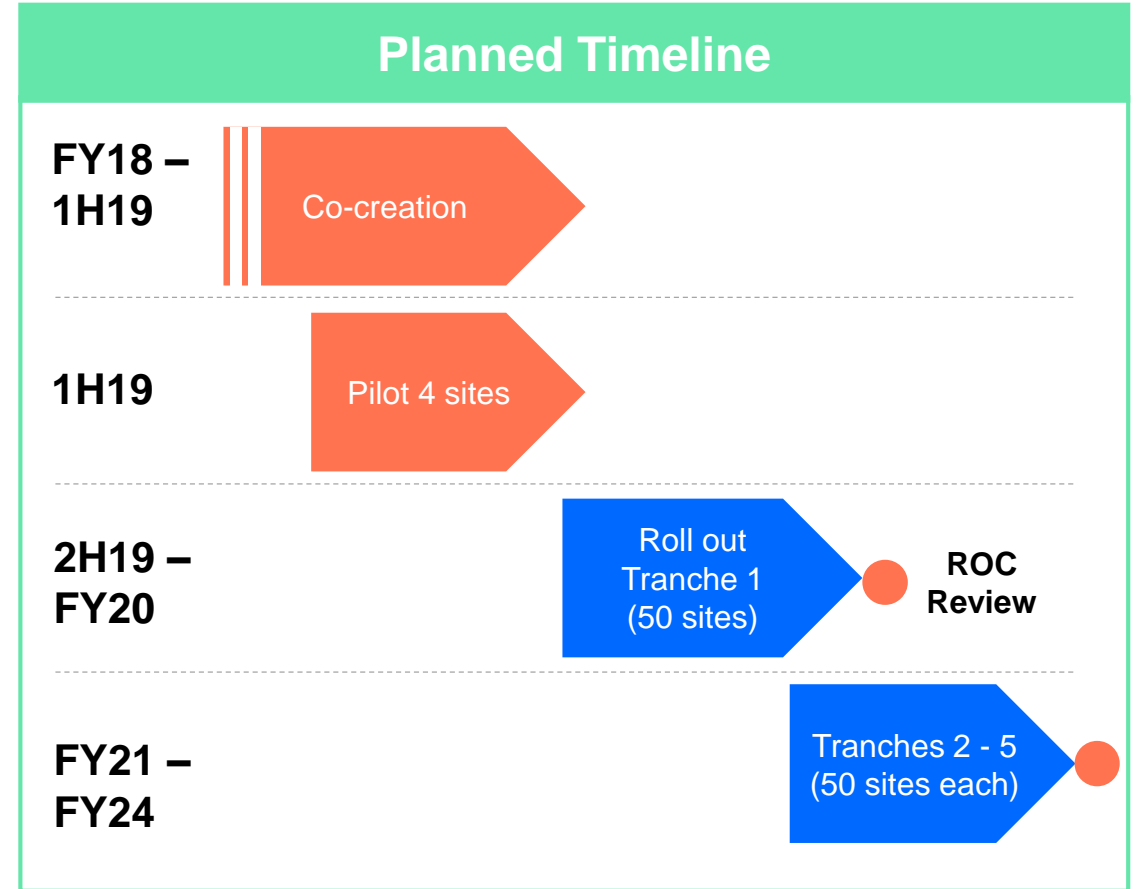 Planned Timeline
FY18 –
1H19
Co-creation
1H19
Pilot 4 sites
2H19 –
FY20
Roll out
Tranche 1
(50 sites)
ROC
Review
FY21 –
FY24
Tranches 2 - 5
(50 sites each)